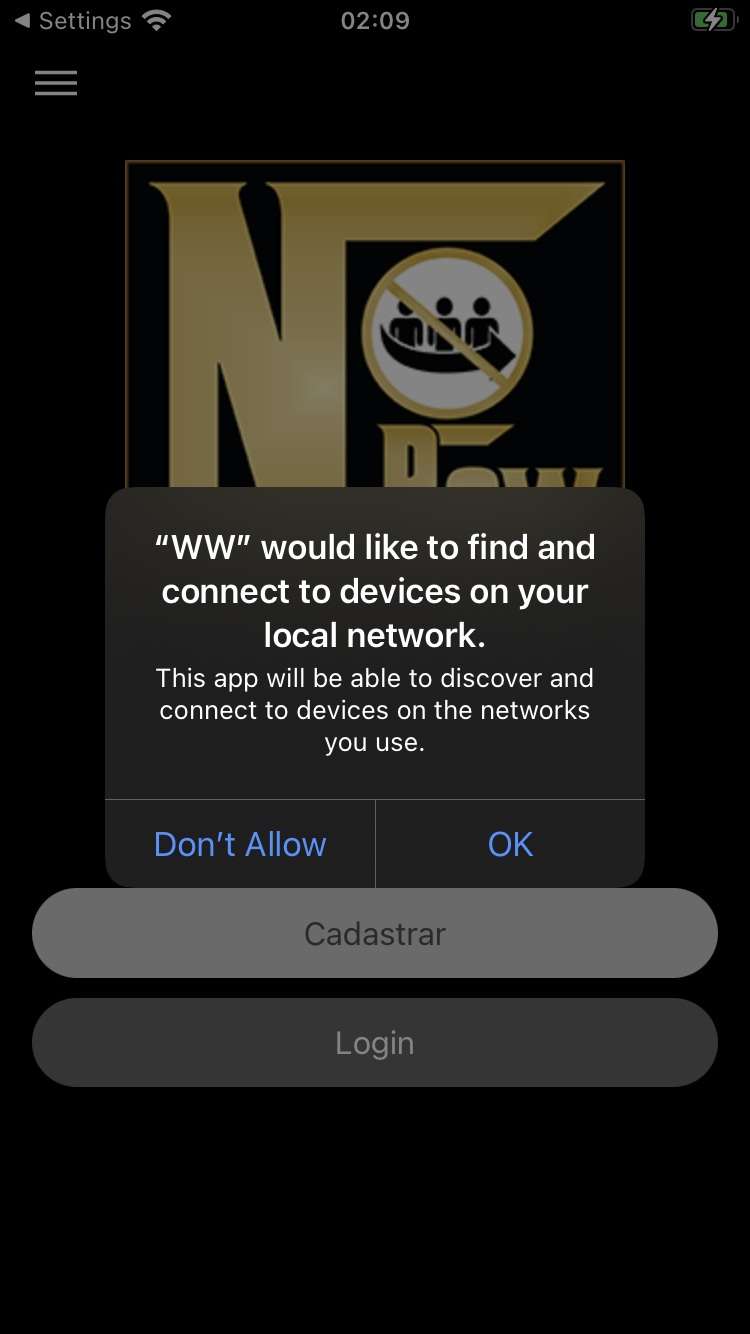 ◀ Settings 02:09
N
“WW” would like to find and
connect to devices on your
local network.
This app will be able to discover and
connect to devices on the networks
you use.
Don’t Allow OK
Cadastrar
Login